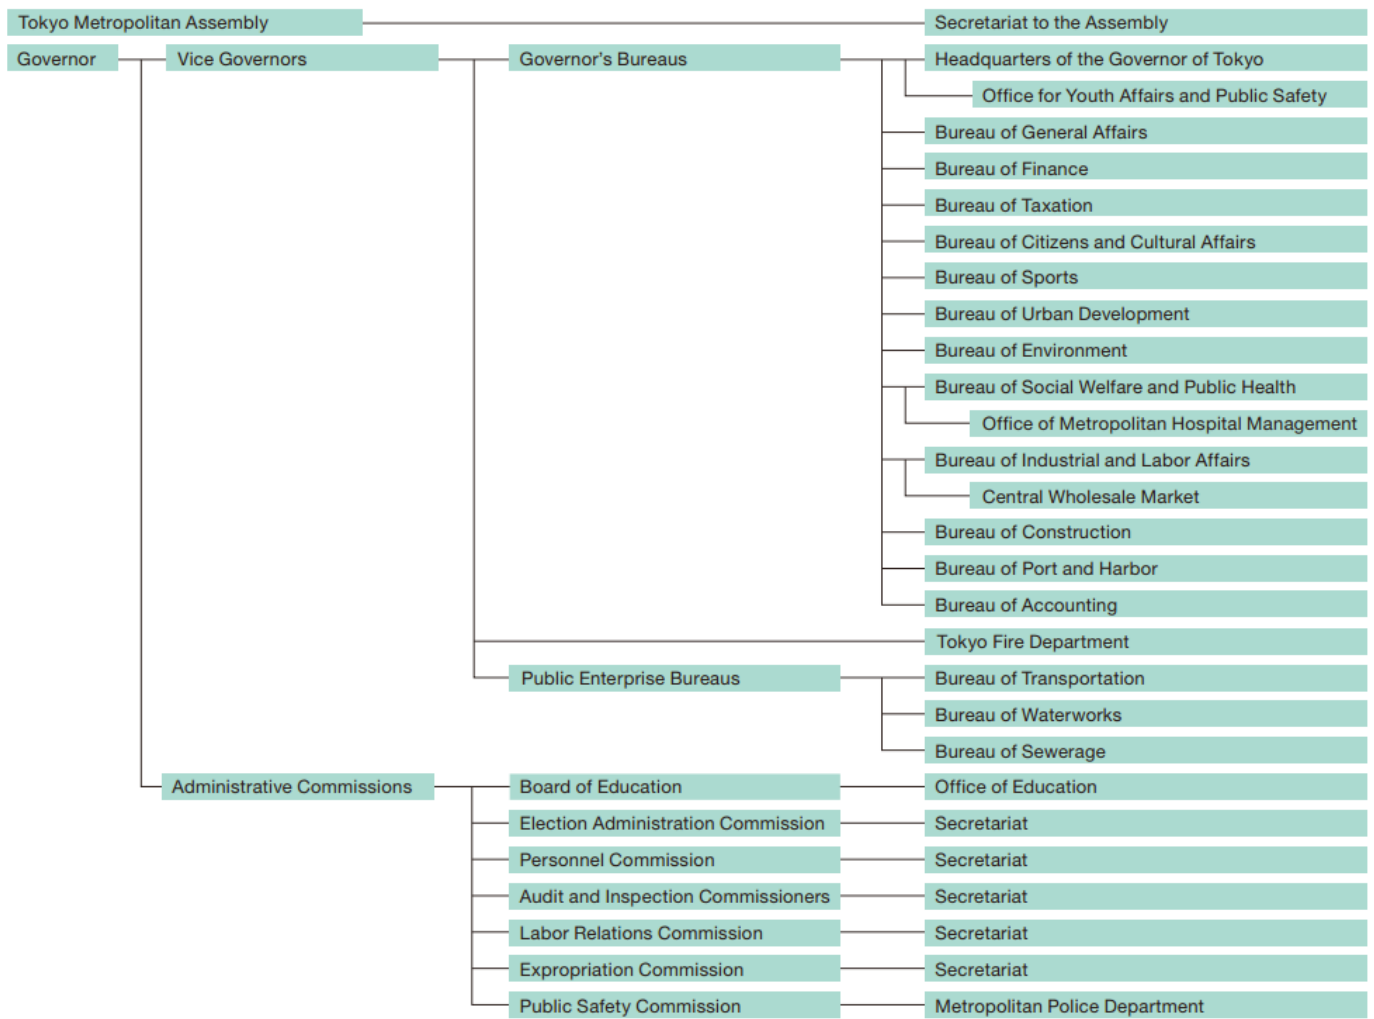 Tokyo Metropolitan Assembly
Secretariat to the Assembly
Governor
Vice Governors
Governor's Bureaus
Headquarters of the Governor of Tokyo
Office for Youth Affairs and Public Safety
Bureau of General Affairs
Bureau of Finance
Bureau of Taxation
Bureau of Citizens and Cultural Affairs
Bureau of Sports
Bureau of Urban Development
Bureau of Environment
Bureau of Social Welfare and Public Health
Office of Metropolitan Hospital Management
Bureau of Industrial and Labor Affairs
Central Wholesale Market
Bureau of Construction
Bureau of Port and Harbor
Bureau of Accounting
Tokyo Fire Department
Public Enterprise Bureaus
Bureau of Transportation
Bureau of Waterworks
Bureau of Sewerage
Administrative Commissions
Board of Education
Office of Education
Election Administration Commission
Secretariat
Personnel Commission
Secretariat
Audit and Inspection Commissioners
Secretariat
Labor Relations Commission
Secretariat
Expropriation Commission
Secretariat
Public Safety Commission
Metropolitan Police Department